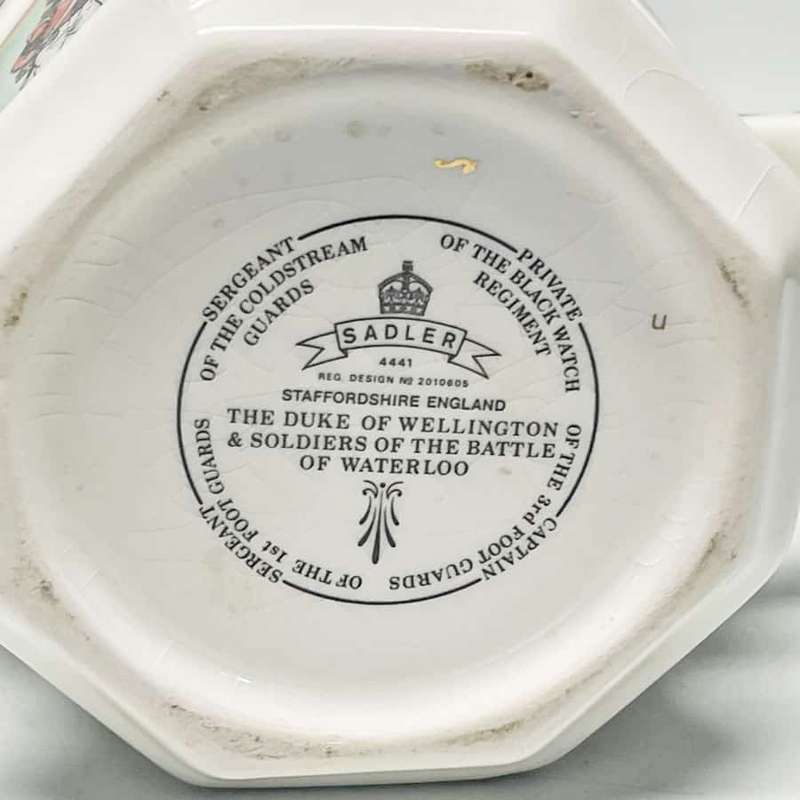 SERGEANT
OF THE COLDSTREAM
GUARDS
PRIVATE
OF THE BLACK WATCH
REGIMENT
SADLER
4441
REG. DESIGN Nº 2010605
STAFFORDSHIRE ENGLAND
THE DUKE OF WELLINGTON
& SOLDIERS OF THE BATTLE
OF WATERLOO
SERGEANT
OF THE 1st FOOT GUARDS
CAPTAIN
OF THE 3rd FOOT GUARDS
S
U